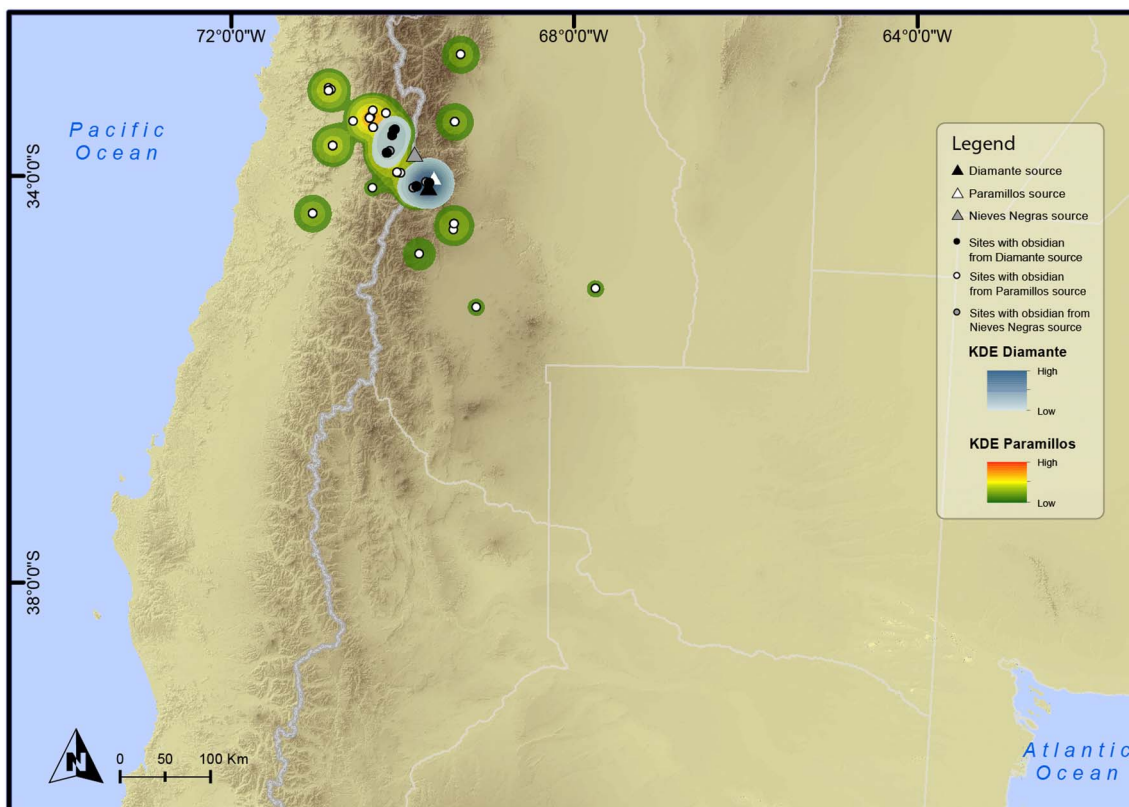 72°0'0"W
68°0'0"W
64°0'0"W
Pacific
Ocean
34°0'0"S
38°0'0"S
Legend
Diamante source
Paramillos source
Nieves Negras source
Sites with obsidian
from Diamante source
Sites with obsidian
from Paramillos source
Sites with obsidian from
Nieves Negras source
KDE Diamante
High
Low
KDE Paramillos
High
Low
N
0 50 100 Km
Atlantic
Ocean